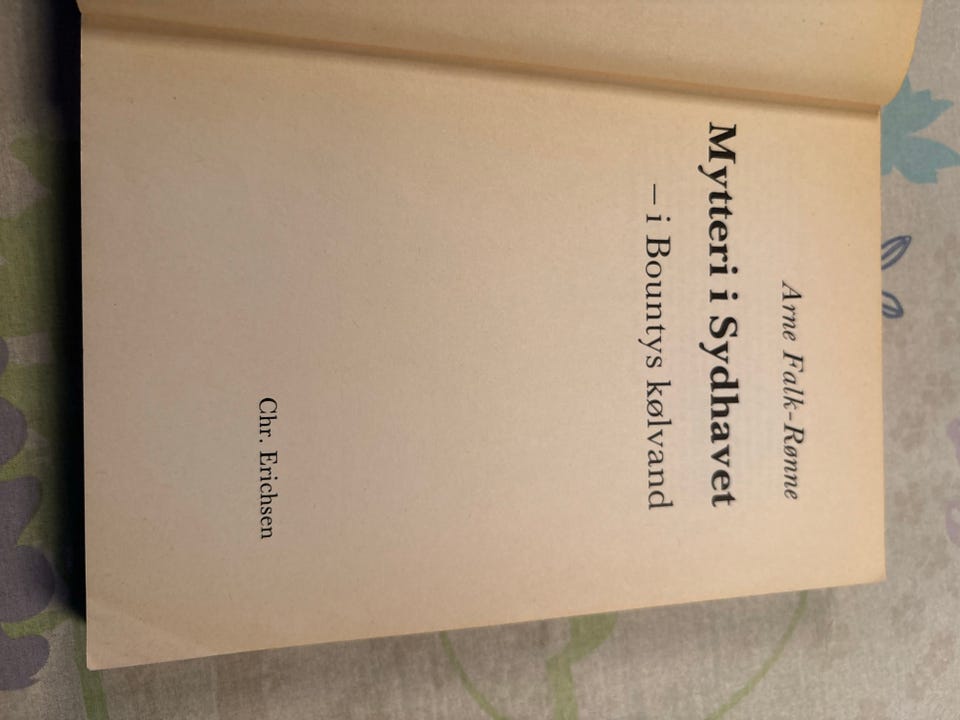 Arne Falk-Rønne
Mytteri i Sydhavet
– i Bountys kølvand
Chr. Erichsen